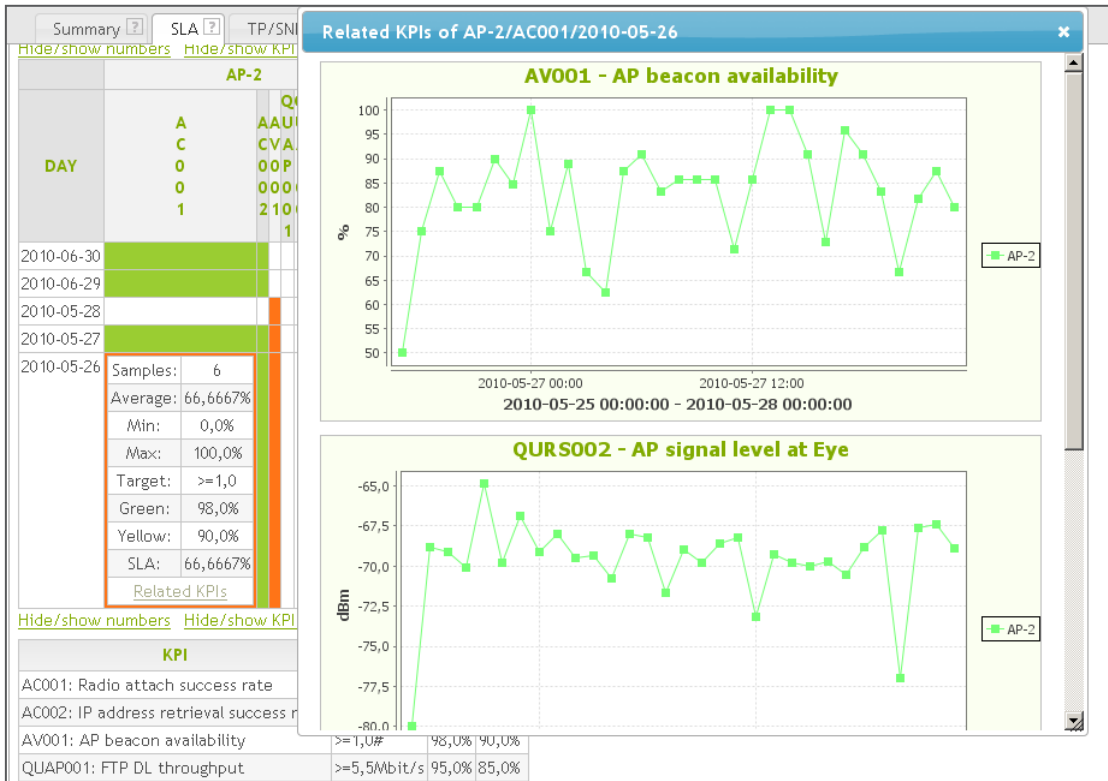 Summary ?
SLA ?
TP/SNI
Hide/show numbers Hide/show KPI
AP-2
DAY
AC001
AC002
AV001
QUAP001
2010-06-30
2010-06-29
2010-05-28
2010-05-27
2010-05-26
Samples: 6
Average: 66,6667%
Min: 0,0%
Max: 100,0%
Target: >=1,0
Green: 98,0%
Yellow: 90,0%
SLA: 66,6667%
Related KPIs
Hide/show numbers Hide/show KPI
KPI
AC001: Radio attach success rate
AC002: IP address retrieval success r
AV001: AP beacon availability >=1,0# 98,0% 90,0%
QUAP001: FTP DL throughput >=5,5Mbit/s 95,0% 85,0%
Related KPIs of AP-2/AC001/2010-05-26
AV001 - AP beacon availability
100
95
90
85
80
75
70
65
60
55
50
%
2010-05-27 00:00 2010-05-27 12:00
2010-05-25 00:00:00 - 2010-05-28 00:00:00
AP-2
QURS002 - AP signal level at Eye
-65,0
-67,5
-70,0
-72,5
-75,0
-77,5
-80,0
dBm
AP-2